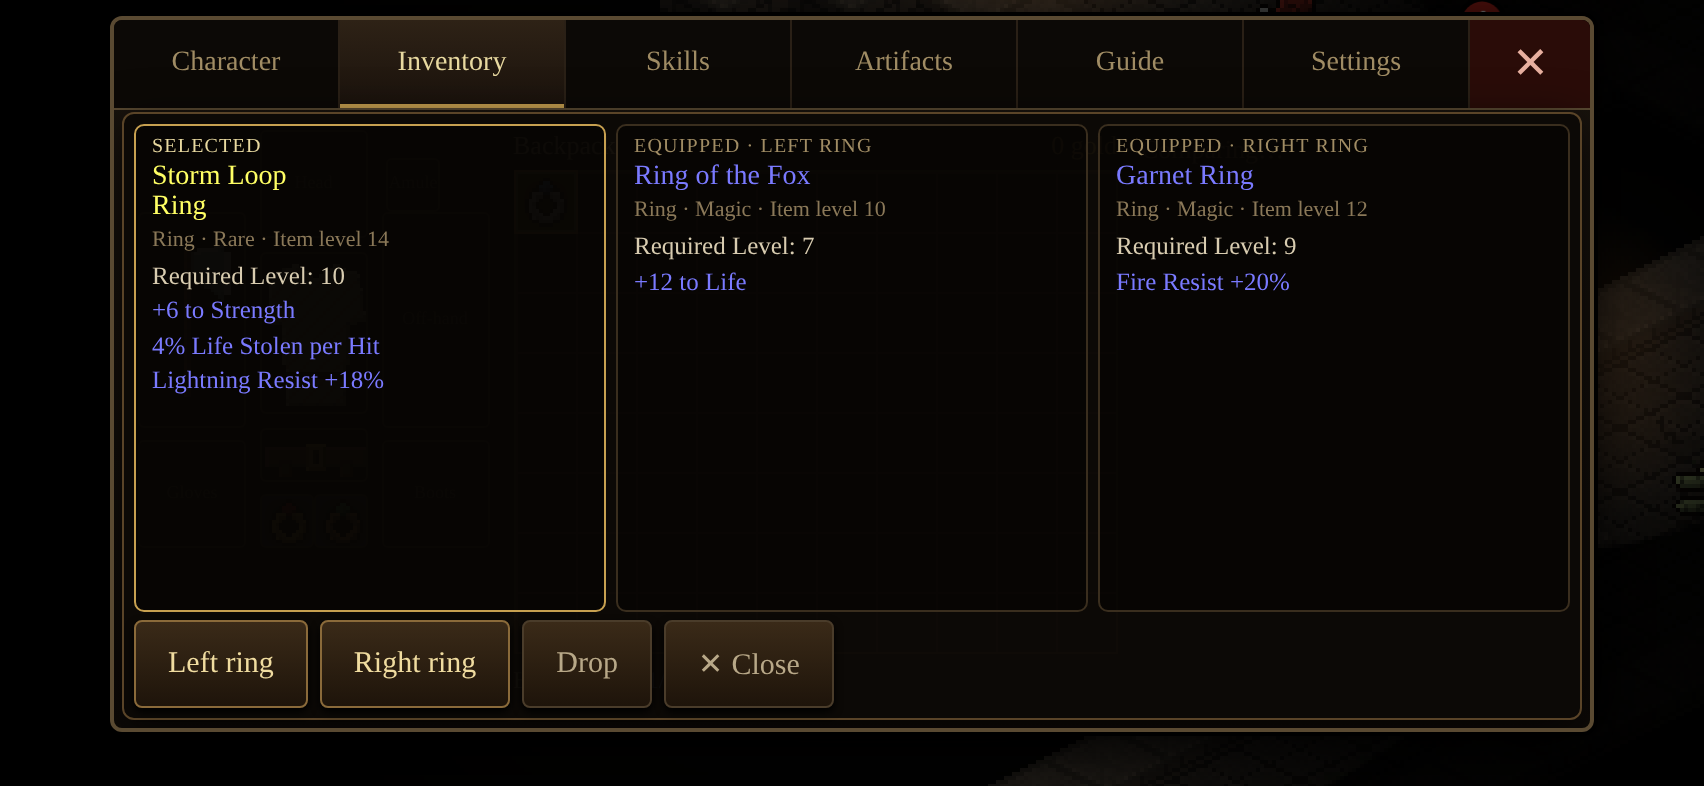 Character
Inventory
Skills
Artifacts
Guide
Settings
✕
SELECTED
Storm Loop
Ring
Ring · Rare · Item level 14
Required Level: 10
+6 to Strength
4% Life Stolen per Hit
Lightning Resist +18%
Backpack
EQUIPPED · LEFT RING
Ring of the Fox
Ring · Magic · Item level 10
Required Level: 7
+12 to Life
EQUIPPED · RIGHT RING
Garnet Ring
Ring · Magic · Item level 12
Required Level: 9
Fire Resist +20%
Left ring
Right ring
Drop
✕ Close